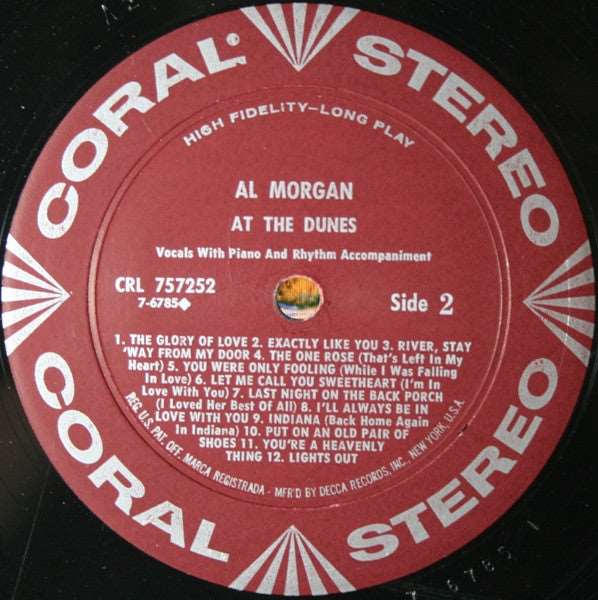 CORAL
STEREO
HIGH FIDELITY—LONG PLAY
AL MORGAN
AT THE DUNES
Vocals With Piano And Rhythm Accompaniment
CRL 757252
7-6785◆
Side 2
1. THE GLORY OF LOVE 2. EXACTLY LIKE YOU 3. RIVER, STAY
'WAY FROM MY DOOR 4. THE ONE ROSE (That's Left In My
Heart) 5. YOU WERE ONLY FOOLING (While I Was Falling
In Love) 6. LET ME CALL YOU SWEETHEART (I'm In
Love With You) 7. LAST NIGHT ON THE BACK PORCH
(I Loved Her Best Of All) 8. I'LL ALWAYS BE IN
LOVE WITH YOU 9. INDIANA (Back Home Again
In Indiana) 10. PUT ON AN OLD PAIR OF
SHOES 11. YOU'RE A HEAVENLY
THING 12. LIGHTS OUT
REG. U.S. PAT. OFF. MARCA REGISTRADA - MF'R'D BY DECCA RECORDS, INC., NEW YORK, U.S.A.
CORAL
STEREO